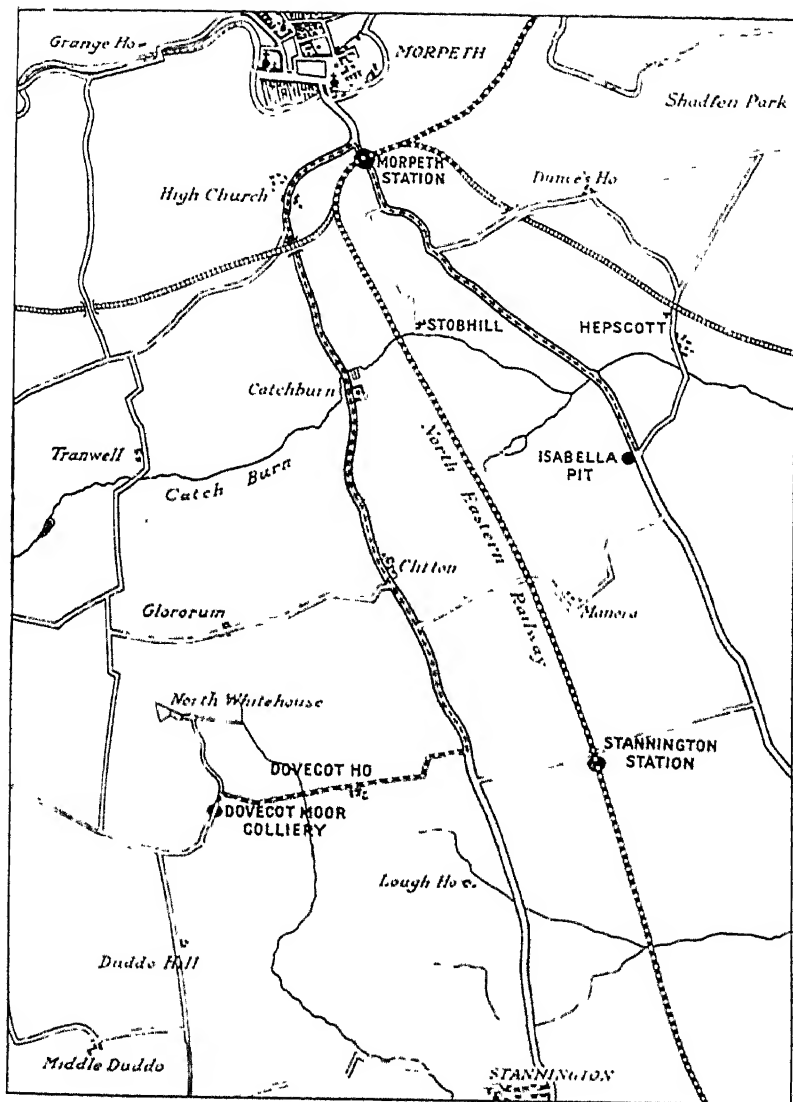 Grange Ho
MORPETH
Shadfen Park
MORPETH
STATION
High Church
Dunce's Ho
STOBHILL
HEPSCOTT
Catchburn
Tranwell
Catch Burn
ISABELLA
PIT
North Eastern Railway
Clifton
Glororum
Manora
North Whitehouse
DOVECOT HO
STANNINGTON
STATION
DOVECOT MOOR
COLLIERY
Lough Ho
Duddo Hill
Middle Duddo
STANNINGTON